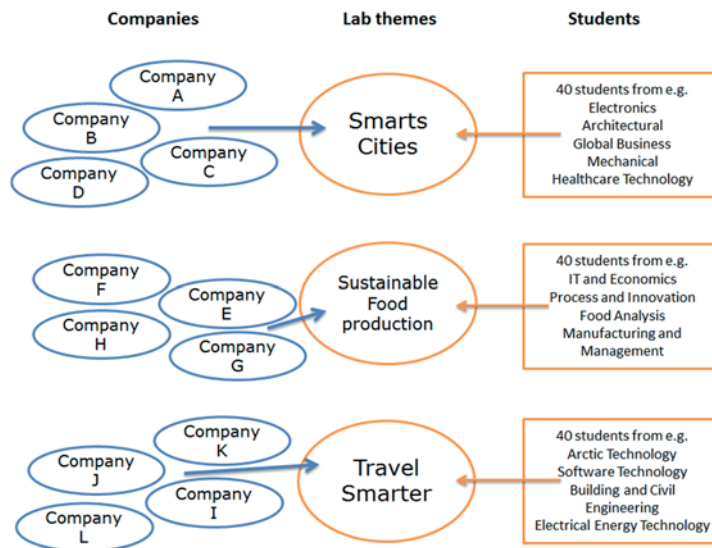 Companies
Lab themes
Students
Company
A
Company
B
Company
C
Company
D
Smarts
Cities
40 students from e.g.
Electronics
Architectural
Global Business
Mechanical
Healthcare Technology
Company
F
Company
E
Company
H
Company
G
Sustainable
Food
production
40 students from e.g.
IT and Economics
Process and Innovation
Food Analysis
Manufacturing and
Management
Company
K
Company
J
Company
I
Company
L
Travel
Smarter
40 students from e.g.
Arctic Technology
Software Technology
Building and Civil
Engineering
Electrical Energy Technology